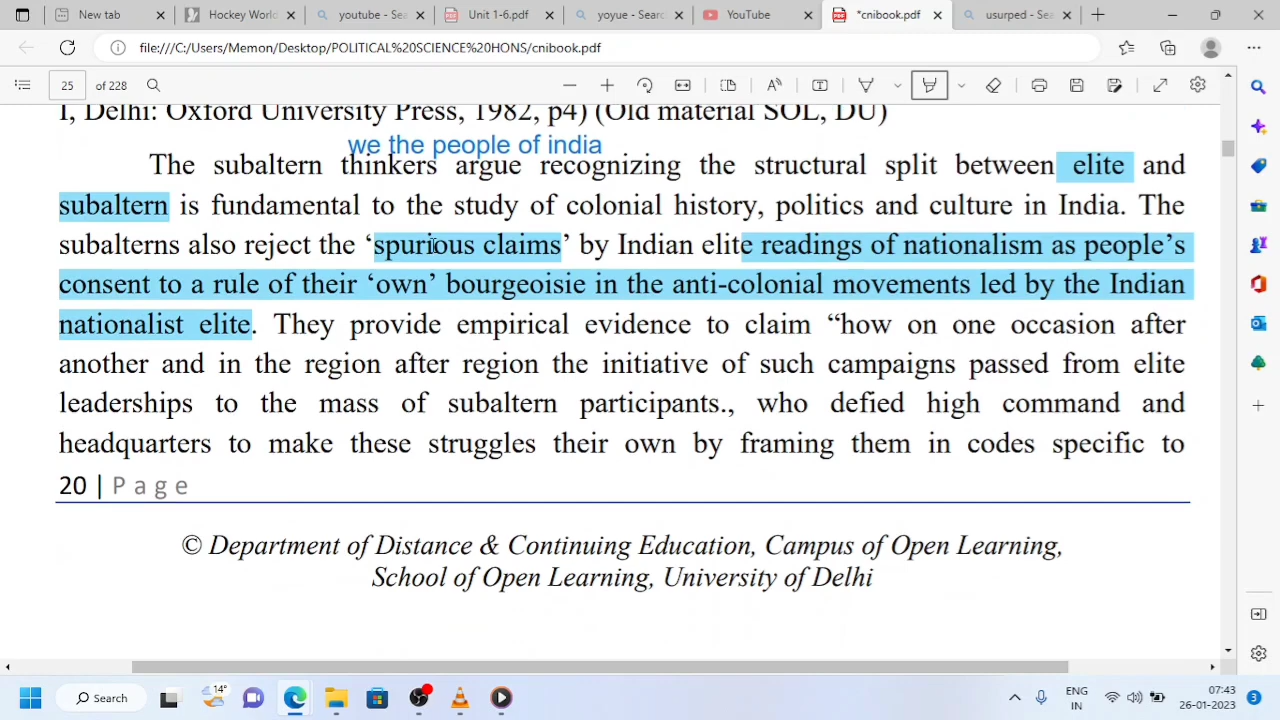 New tab
Hockey World
youtube - Sea
Unit 1-6.pdf
yoyue - Searc
YouTube
*cnibook.pdf
usurped - Sea
file:///C:/Users/Memon/Desktop/POLITICAL%20SCIENCE%20HONS/cnibook.pdf
25 of 228
I, Delhi: Oxford University Press, 1982, p4) (Old material SOL, DU)
we the people of india
The subaltern thinkers argue recognizing the structural split between elite and
subaltern is fundamental to the study of colonial history, politics and culture in India. The
subalterns also reject the ‘spurious claims’ by Indian elite readings of nationalism as people’s
consent to a rule of their ‘own’ bourgeoisie in the anti-colonial movements led by the Indian
nationalist elite. They provide empirical evidence to claim “how on one occasion after
another and in the region after region the initiative of such campaigns passed from elite
leaderships to the mass of subaltern participants., who defied high command and
headquarters to make these struggles their own by framing them in codes specific to
20 | P a g e
© Department of Distance & Continuing Education, Campus of Open Learning,
School of Open Learning, University of Delhi
14°
Search
ENG
IN
07:43
26-01-2023
3